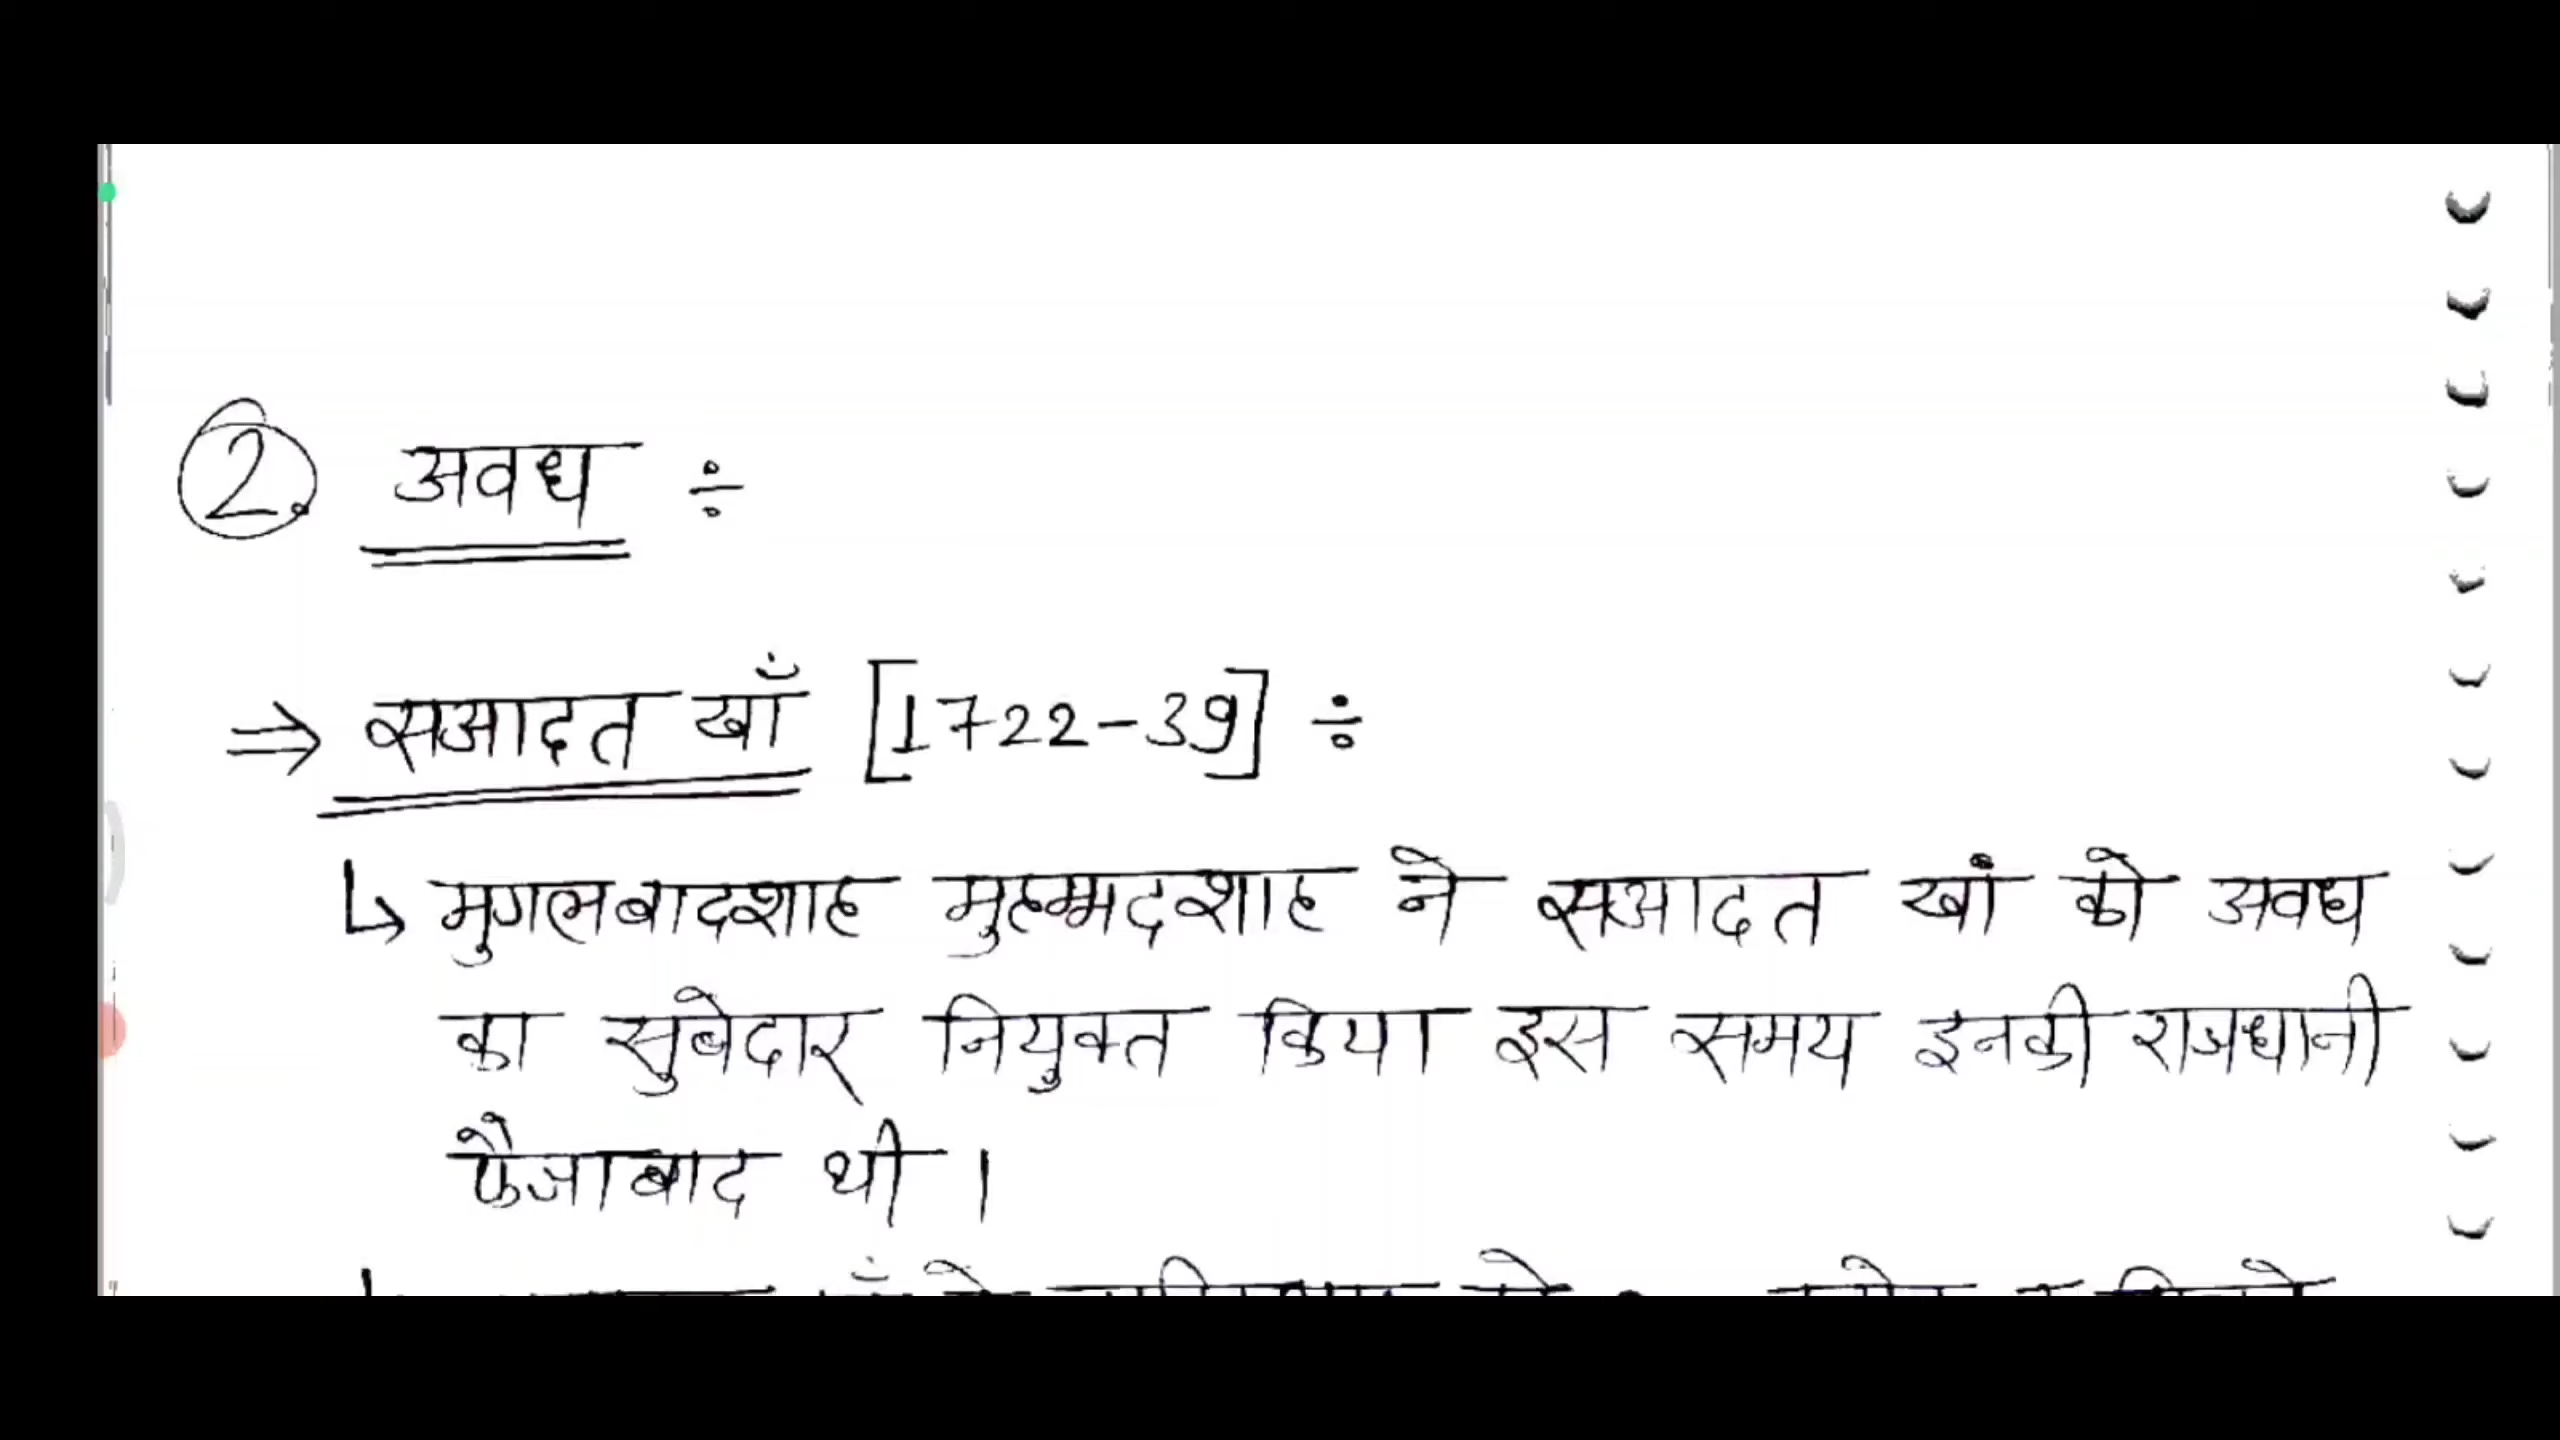 2. अवध ÷
⇒ सआदत खाँ [1722-39] ÷
↳ मुगलबादशाह मुहम्मदशाह ने सआदत खां को अवध
का सुबेदार नियुक्त किया इस समय इनकी राजधानी
फैजाबाद थी ।